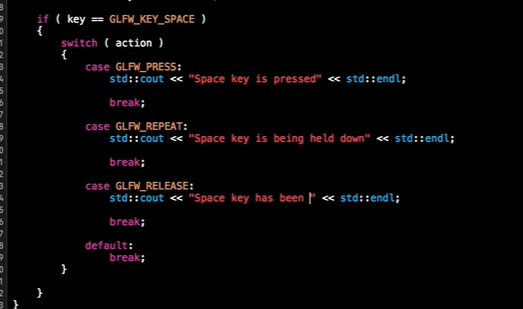 if ( key == GLFW_KEY_SPACE )
{
switch ( action )
{
case GLFW_PRESS:
std::cout << "Space key is pressed" << std::endl;
break;
case GLFW_REPEAT:
std::cout << "Space key is being held down" << std::endl;
break;
case GLFW_RELEASE:
std::cout << "Space key has been " << std::endl;
break;
default:
break;
}
}
}